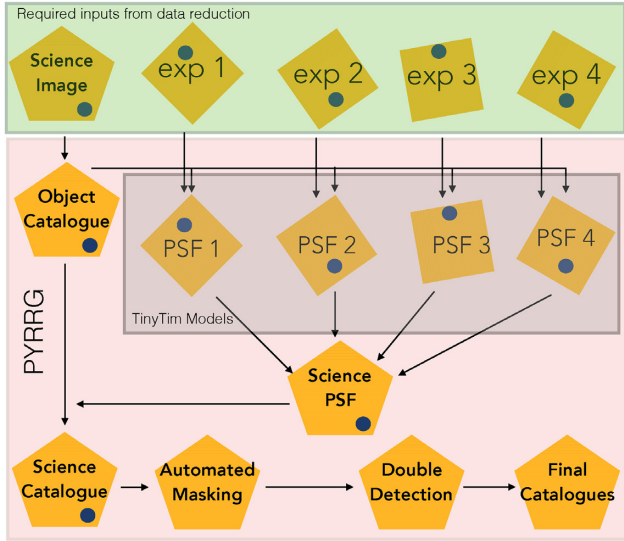 Required inputs from data reduction
Science
Image
exp 1
exp 2
exp 3
exp 4
Object
Catalogue
PSF 1
PSF 2
PSF 3
PSF 4
TinyTim Models
PYRRG
Science
PSF
Science
Catalogue
Automated
Masking
Double
Detection
Final
Catalogues